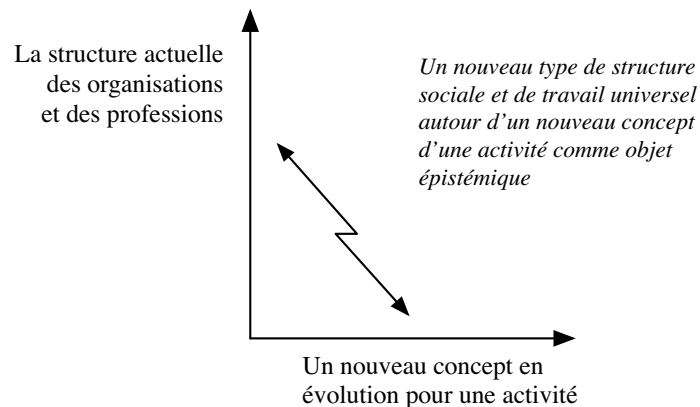 La structure actuelle
des organisations
et des professions
Un nouveau type de structure
sociale et de travail universel
autour d'un nouveau concept
d'une activité comme objet
épistémique
Un nouveau concept en
évolution pour une activité